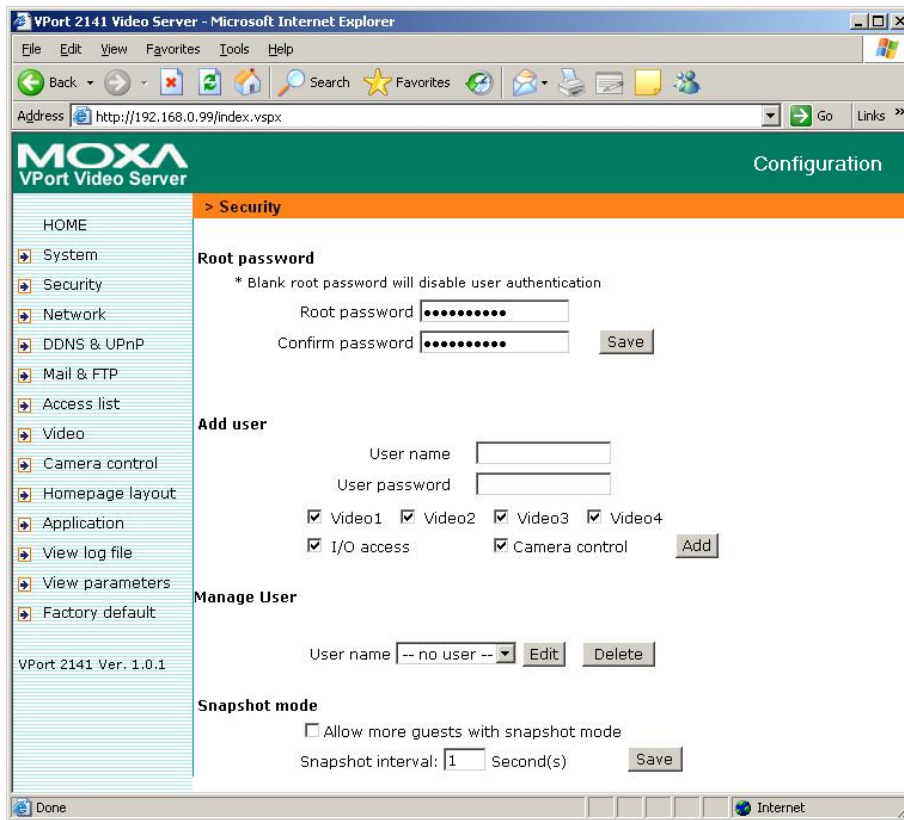 VPort 2141 Video Server - Microsoft Internet Explorer
File Edit View Favorites Tools Help
Back Search Favorites
Address http://192.168.0.99/index.vspx Go Links »
MOXA
VPort Video Server
Configuration
> Security
HOME
System
Security
Network
DDNS & UPnP
Mail & FTP
Access list
Video
Camera control
Homepage layout
Application
View log file
View parameters
Factory default
VPort 2141 Ver. 1.0.1
Root password
* Blank root password will disable user authentication
Root password ●●●●●●●●●●
Confirm password ●●●●●●●●●● Save
Add user
User name
User password
Video1 Video2 Video3 Video4
I/O access Camera control Add
Manage User
User name -- no user -- Edit Delete
Snapshot mode
Allow more guests with snapshot mode
Snapshot interval: 1 Second(s) Save
Done Internet